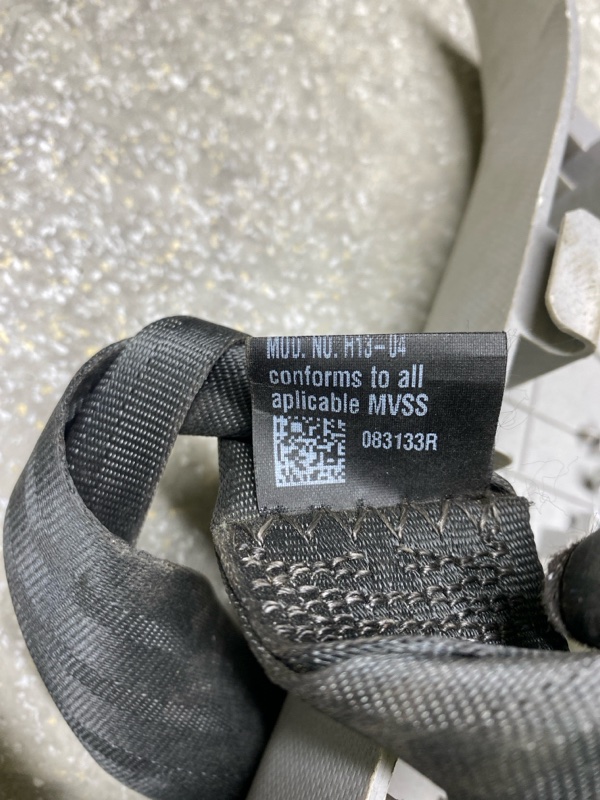 MOD. NO. H13-04
conforms to all
aplicable MVSS
083133R